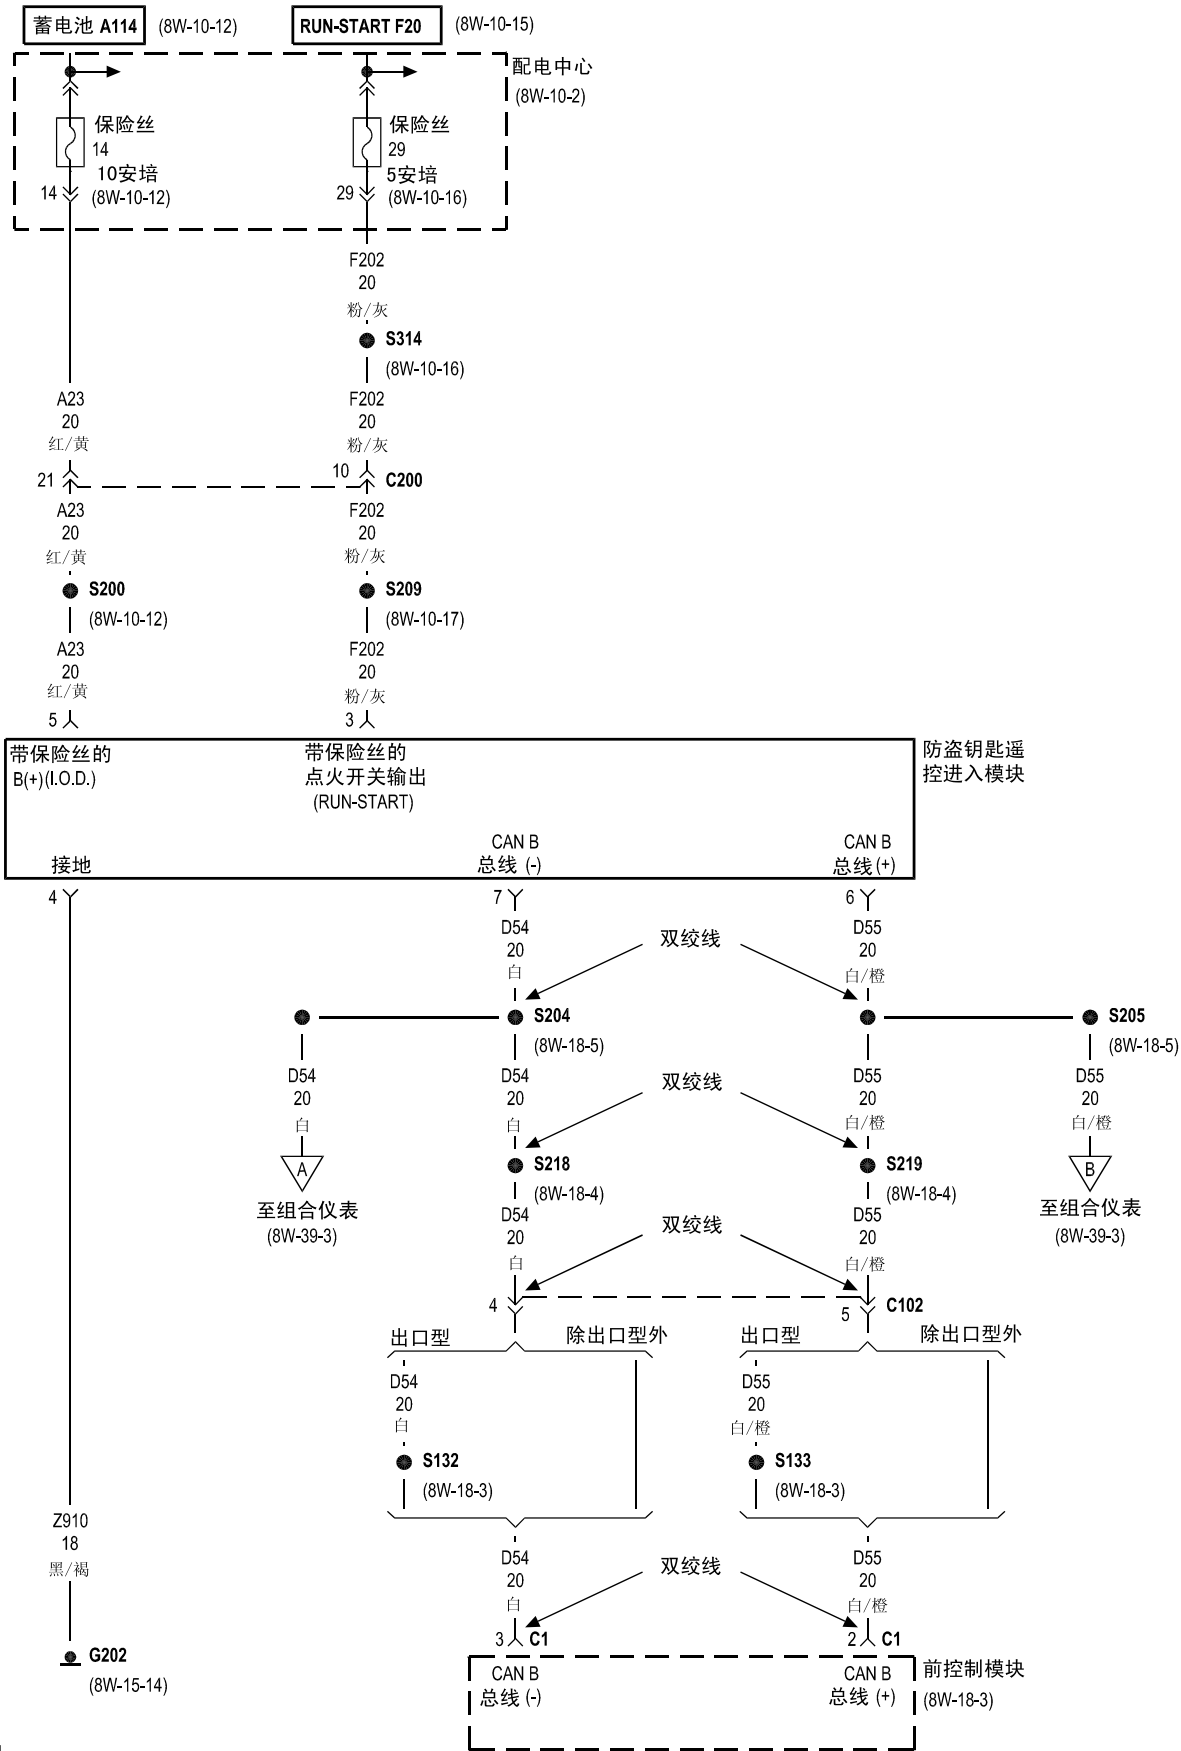 蓄电池 A114 (8W-10-12)
RUN-START F20 (8W-10-15)
配电中心
(8W-10-2)
保险丝
14
10安培
(8W-10-12)
14
保险丝
29
5安培
(8W-10-16)
29
F202
20
粉/灰
S314
(8W-10-16)
A23
20
红/黄
F202
20
粉/灰
21
10
C200
A23
20
红/黄
F202
20
粉/灰
S200
(8W-10-12)
S209
(8W-10-17)
A23
20
红/黄
F202
20
粉/灰
5
3
带保险丝的
B(+)(I.O.D.)
带保险丝的
点火开关输出
(RUN-START)
防盗钥匙遥
控进入模块
接地
CAN B
总线 (-)
CAN B
总线 (+)
4
7
6
D54
20
白
双绞线
D55
20
白/橙
S204
(8W-18-5)
S205
(8W-18-5)
D54
20
白
D54
20
白
双绞线
D55
20
白/橙
D55
20
白/橙
A
至组合仪表
(8W-39-3)
S218
(8W-18-4)
S219
(8W-18-4)
B
至组合仪表
(8W-39-3)
D54
20
白
双绞线
D55
20
白/橙
4
5
C102
出口型
除出口型外
出口型
除出口型外
D54
20
白
D55
20
白/橙
S132
(8W-18-3)
S133
(8W-18-3)
Z910
18
黑/褐
D54
20
白
双绞线
D55
20
白/橙
3
C1
2
C1
G202
(8W-15-14)
CAN B
总线 (-)
CAN B
总线 (+)
前控制模块
(8W-18-3)